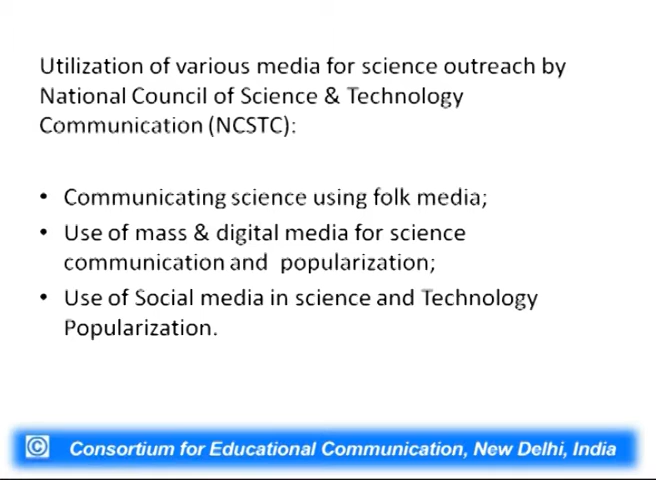 Utilization of various media for science outreach by
National Council of Science & Technology
Communication (NCSTC):
• Communicating science using folk media;
• Use of mass & digital media for science
communication and popularization;
• Use of Social media in science and Technology
Popularization.
© Consortium for Educational Communication, New Delhi, India